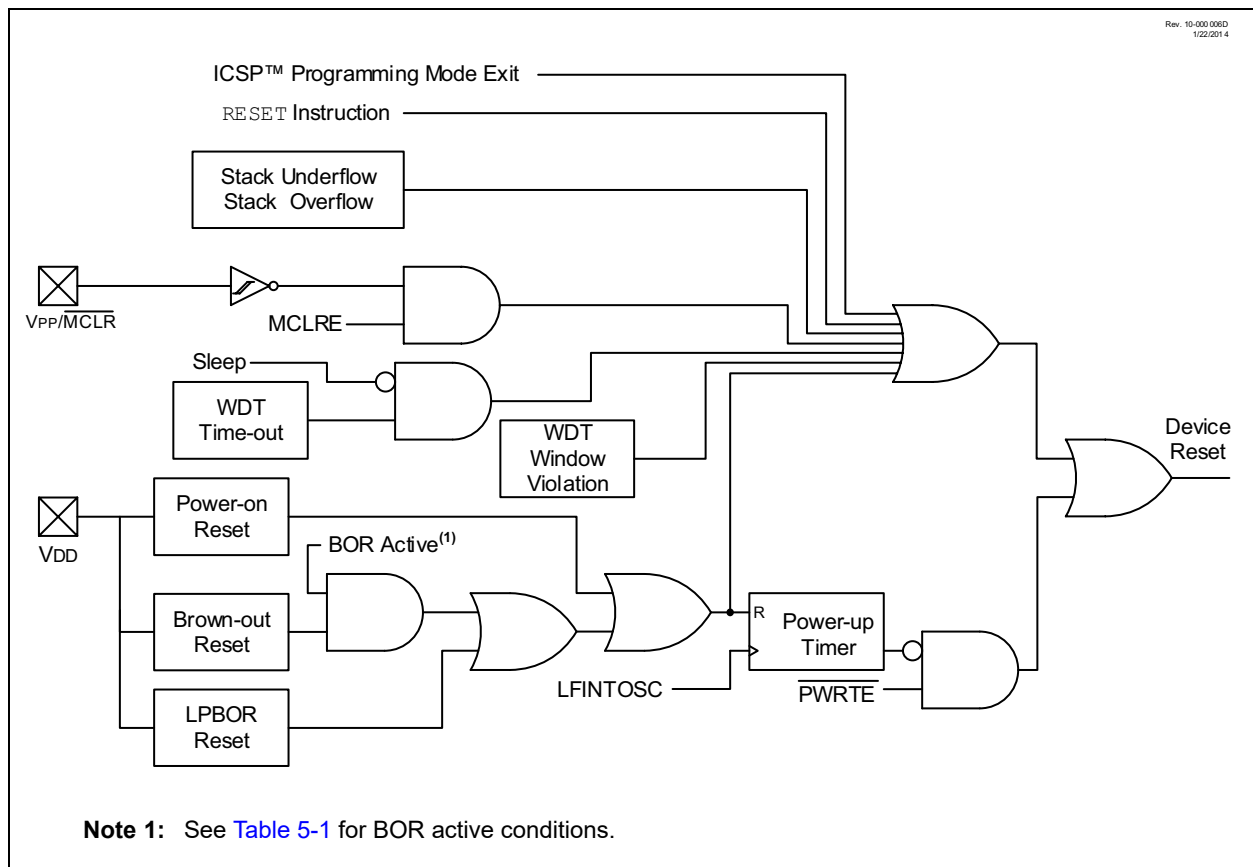 Rev. 10-000 006D
1/22/201 4
ICSP™ Programming Mode Exit
RESET Instruction
Stack Underflow
Stack Overflow
VPP/MCLR
MCLRE
Sleep
WDT
Time-out
WDT
Window
Violation
Device
Reset
VDD
Power-on
Reset
BOR Active(1)
Brown-out
Reset
R
Power-up
Timer
LFINTOSC
PWRTE
LPBOR
Reset
Note 1: See Table 5-1 for BOR active conditions.